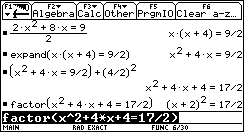 F1 F2 F3 F4 F5 F6
Algebra Calc Other PrgmIO Clear a-z…
(2·x² + 8·x = 9)/2 x·(x + 4) = 9/2
expand(x·(x + 4) = 9/2) x² + 4·x = 9/2
(x² + 4·x = 9/2) + (4/2)²
x² + 4·x + 4 = 17/2
factor(x² + 4·x + 4 = 17/2) (x + 2)² = 17/2
factor(x^2+4*x+4=17/2)
MAIN RAD EXACT FUNC 6/30